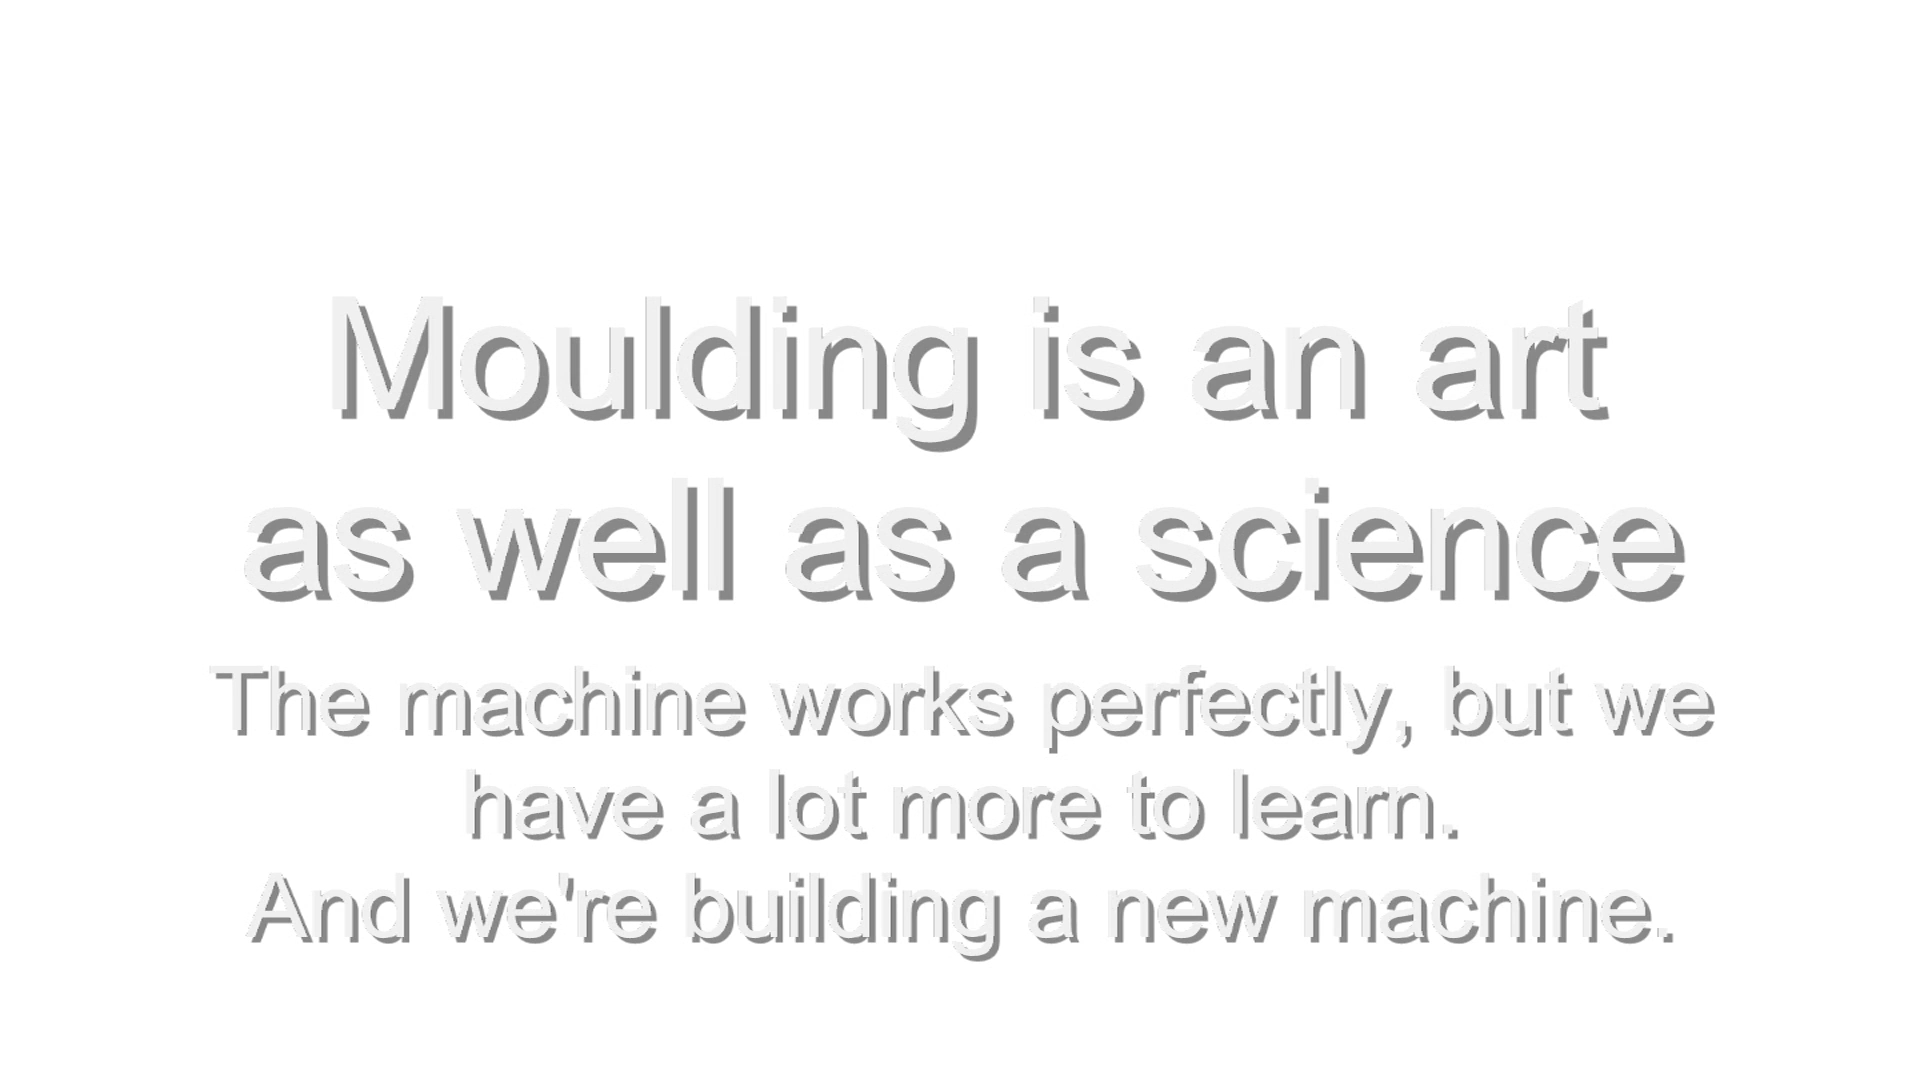 Moulding is an art
as well as a science
The machine works perfectly, but we
have a lot more to learn.
And we're building a new machine.